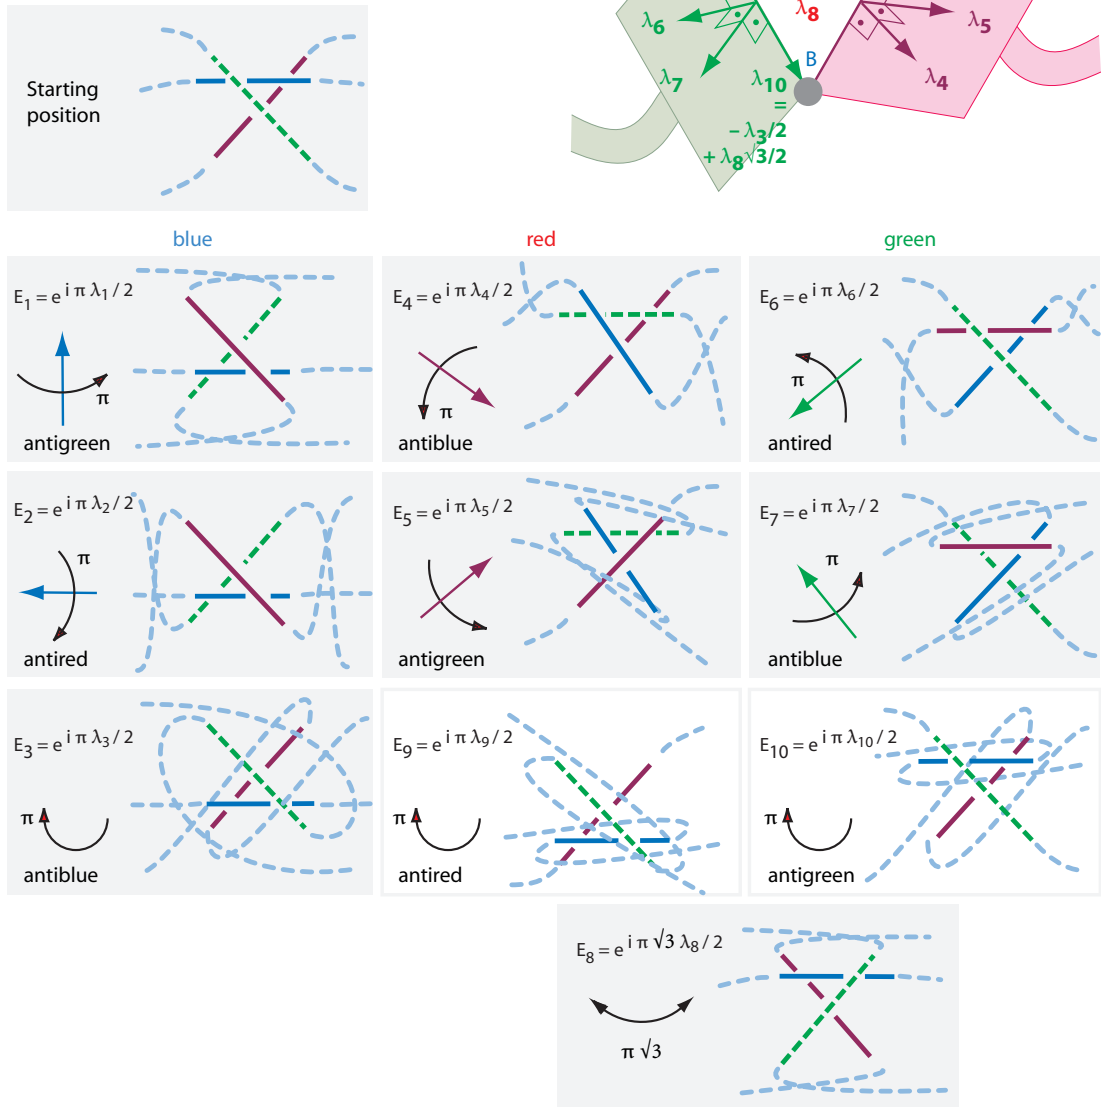 Starting
position
λ6
λ8
λ5
B
λ7
λ10
λ4
=
– λ3/2
+ λ8√3/2
blue
red
green
E1 = e i π λ1 / 2
π
antigreen
E4 = e i π λ4 / 2
π
antiblue
E6 = e i π λ6 / 2
π
antired
E2 = e i π λ2 / 2
π
antired
E5 = e i π λ5 / 2
π
antigreen
E7 = e i π λ7 / 2
π
antiblue
E3 = e i π λ3 / 2
π
antiblue
E9 = e i π λ9 / 2
π
antired
E10 = e i π λ10 / 2
π
antigreen
E8 = e i π √3 λ8 / 2
π √3